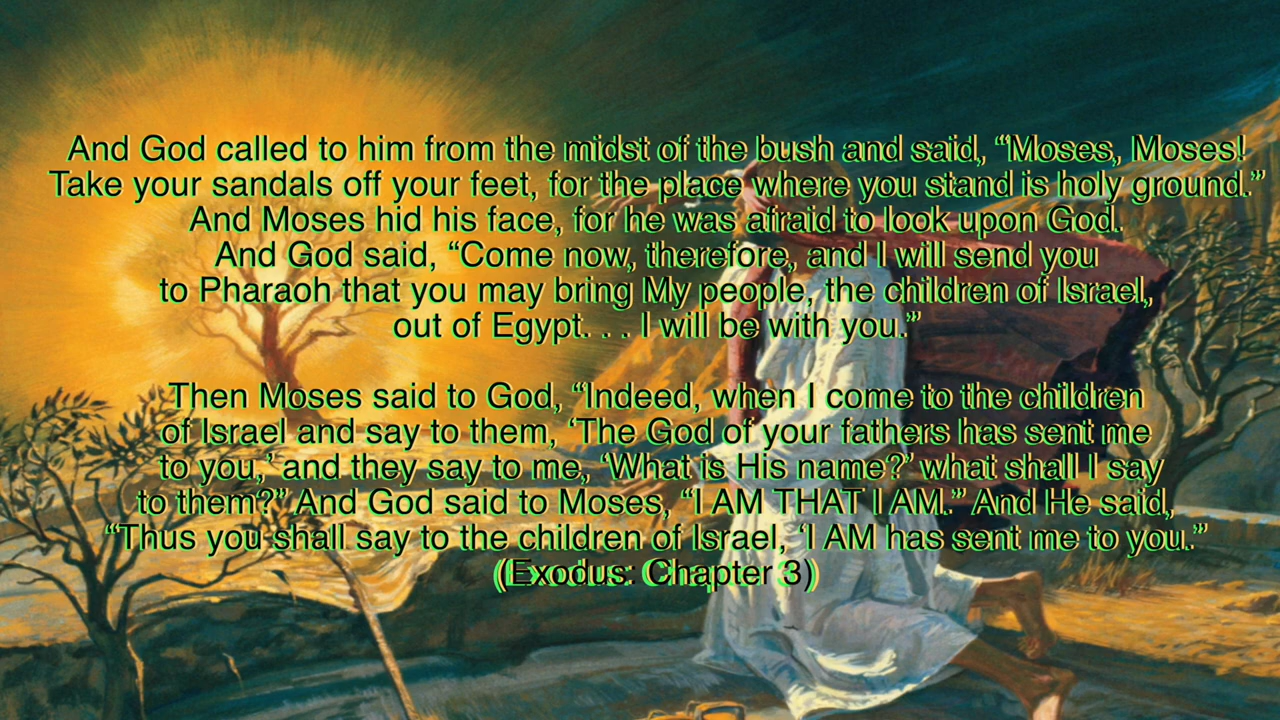 And God called to him from the midst of the bush and said, “Moses, Moses!
Take your sandals off your feet, for the place where you stand is holy ground.”
And Moses hid his face, for he was afraid to look upon God.
And God said, “Come now, therefore, and I will send you
to Pharaoh that you may bring My people, the children of Israel,
out of Egypt. . . I will be with you.”
Then Moses said to God, “Indeed, when I come to the children
of Israel and say to them, ‘The God of your fathers has sent me
to you,’ and they say to me, ‘What is His name?’ what shall I say
to them?” And God said to Moses, “I AM THAT I AM.” And He said,
“Thus you shall say to the children of Israel, ‘I AM has sent me to you.”
(Exodus: Chapter 3)